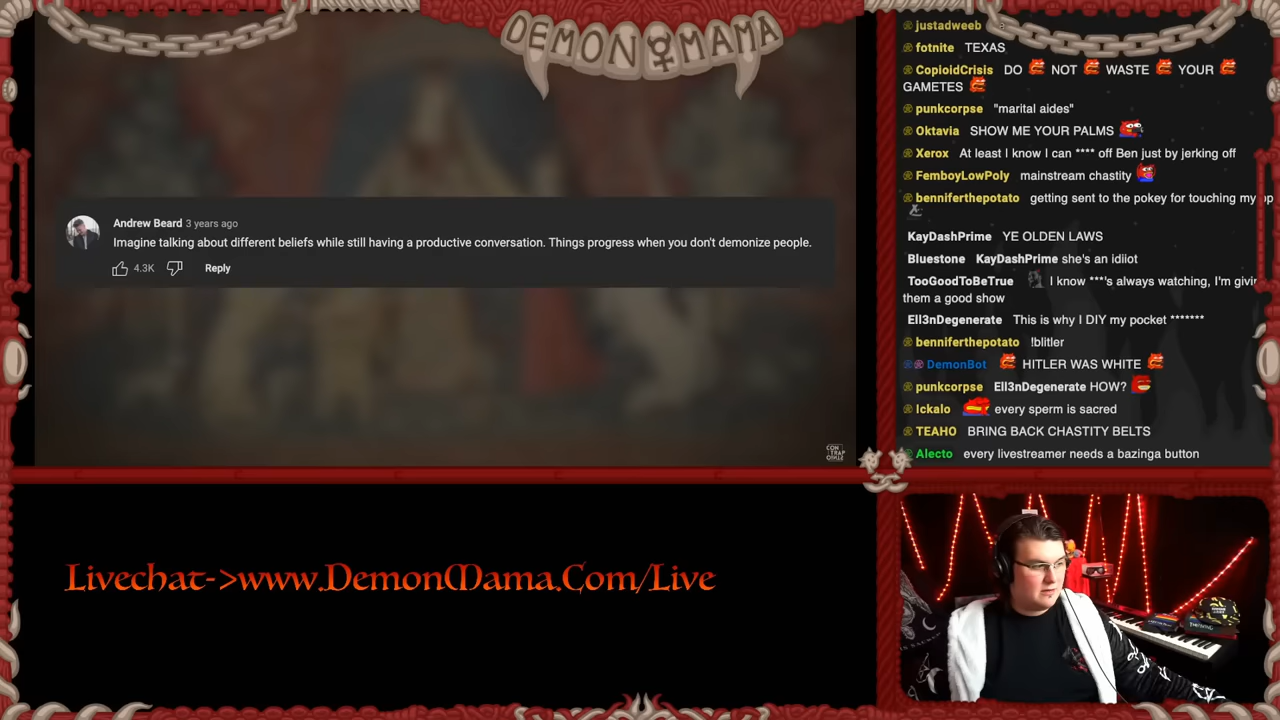 DEMON MAMA
Andrew Beard 3 years ago
Imagine talking about different beliefs while still having a productive conversation. Things progress when you don't demonize people.
4.3K Reply
CON
TRAP
Livechat->www.DemonMama.Com/Live
justadweeb
fotnite TEXAS
CopioidCrisis DO NOT WASTE YOUR
GAMETES
punkcorpse "marital aides"
Oktavia SHOW ME YOUR PALMS
Xerox At least I know I can **** off Ben just by jerking off
FemboyLowPoly mainstream chastity
benniferthepotato getting sent to the pokey for touching my
KayDashPrime YE OLDEN LAWS
Bluestone KayDashPrime she's an idiiot
TooGoodToBeTrue I know ***'s always watching, I'm givin
them a good show
Ell3nDegenerate This is why I DIY my pocket *******
benniferthepotato !blitler
DemonBot HITLER WAS WHITE
punkcorpse Ell3nDegenerate HOW?
Ickalo every sperm is sacred
TEAHO BRING BACK CHASTITY BELTS
Alecto every livestreamer needs a bazinga button